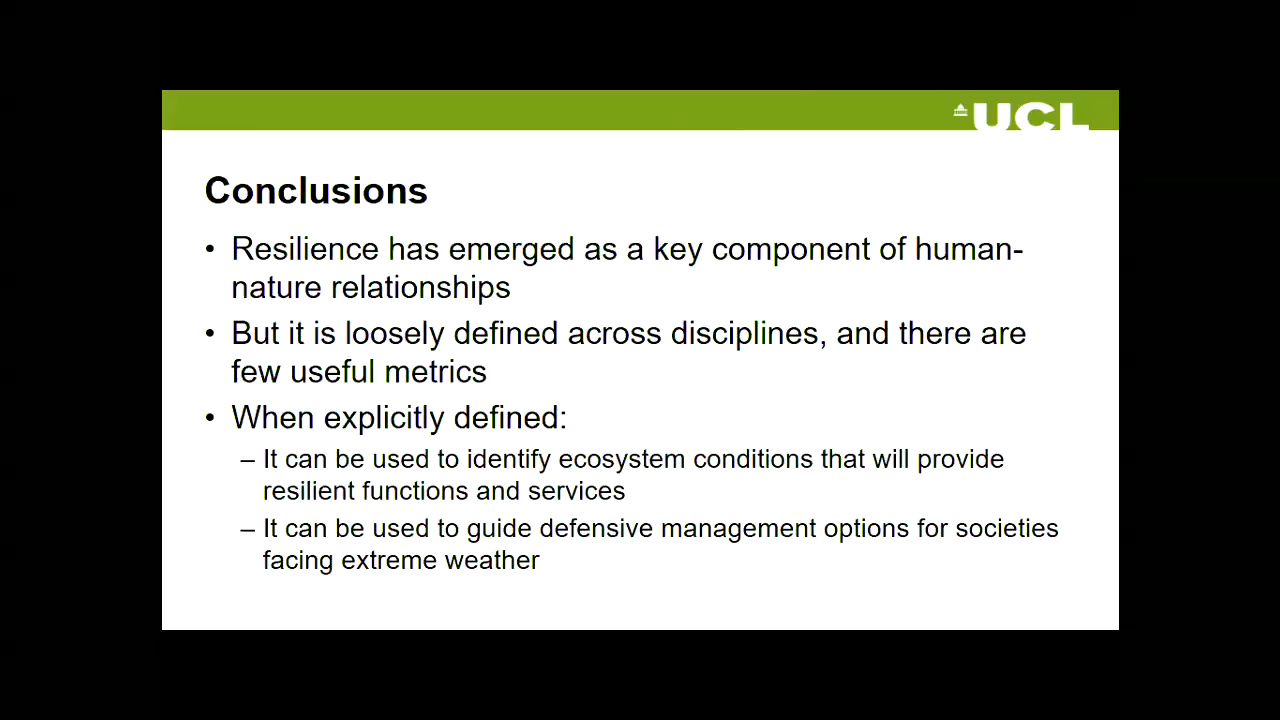 UCL
Conclusions
• Resilience has emerged as a key component of human-
nature relationships
• But it is loosely defined across disciplines, and there are
few useful metrics
• When explicitly defined:
– It can be used to identify ecosystem conditions that will provide
resilient functions and services
– It can be used to guide defensive management options for societies
facing extreme weather